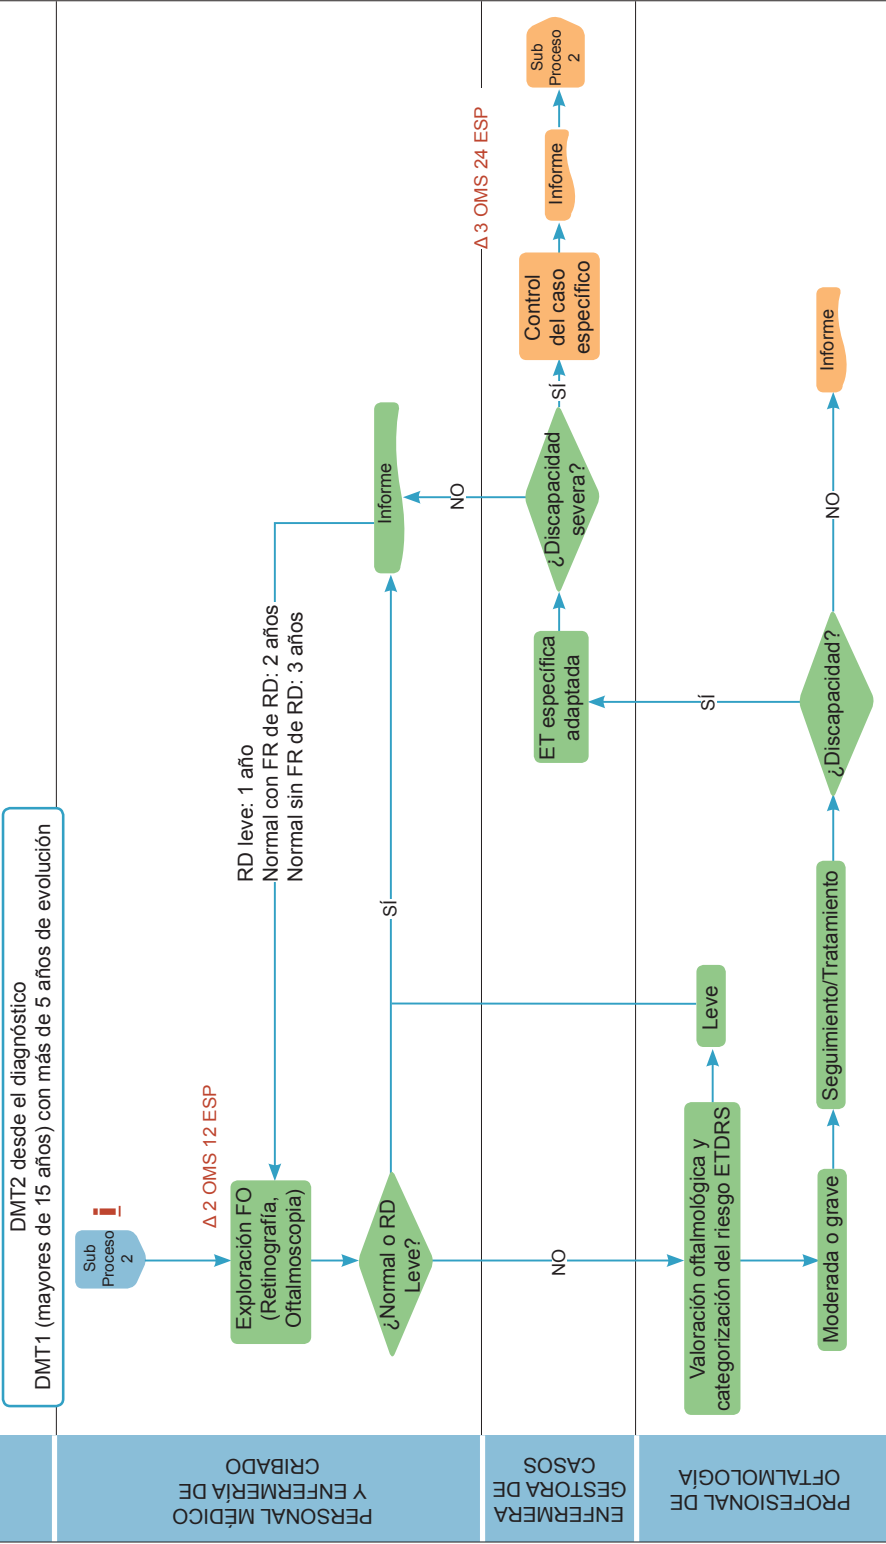 DMT2 desde el diagnóstico
DMT1 (mayores de 15 años) con más de 5 años de evolución
PERSONAL MÉDICO
Y ENFERMERÍA DE
CRIBADO
Sub
Proceso
2
i
Δ 2 OMS 12 ESP
Exploración FO
(Retinografía,
Oftalmoscopia)
RD leve: 1 año
Normal con FR de RD: 2 años
Normal sin FR de RD: 3 años
¿Normal o RD
Leve?
SÍ
Informe
NO
NO
ENFERMERA
GESTORA DE
CASOS
Δ 3 OMS 24 ESP
ET específica
adaptada
¿Discapacidad
severa?
SÍ
Control
del caso
específico
Informe
Sub
Proceso
2
PROFESIONAL DE
OFTALMOLOGÍA
Valoración oftalmológica y
categorización del riesgo ETDRS
Leve
SÍ
Moderada o grave
Seguimiento/Tratamiento
¿Discapacidad?
NO
Informe